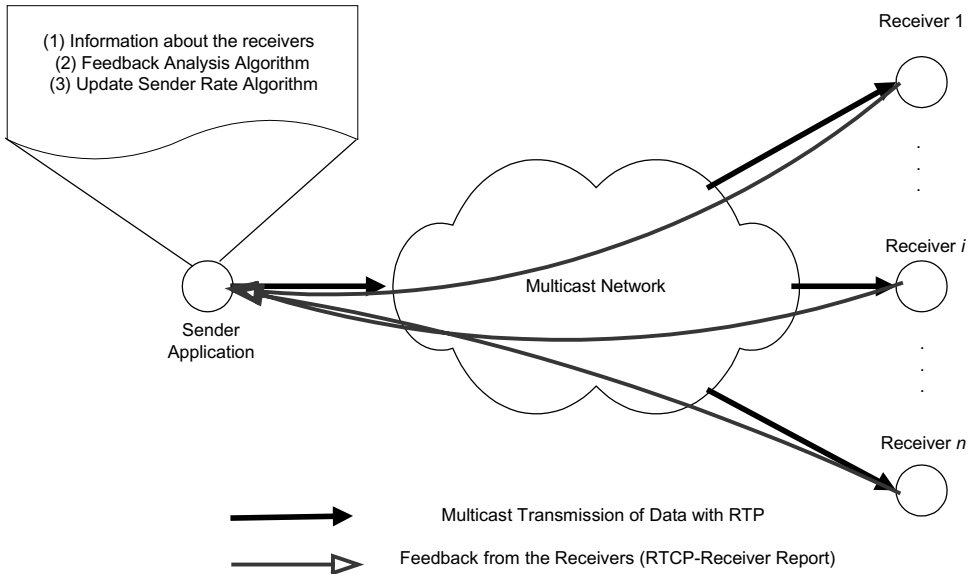 (1) Information about the receivers
(2) Feedback Analysis Algorithm
(3) Update Sender Rate Algorithm
Receiver 1
Receiver i
Multicast Network
Sender
Application
Receiver n
Multicast Transmission of Data with RTP
Feedback from the Receivers (RTCP-Receiver Report)